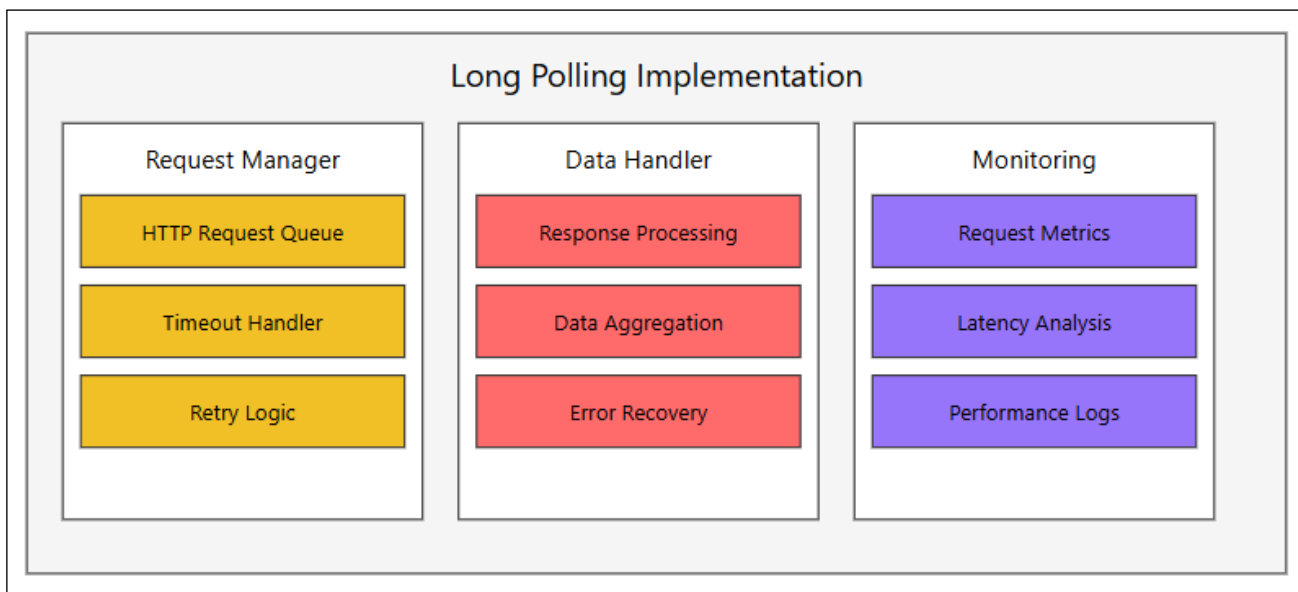 Long Polling Implementation
Request Manager
HTTP Request Queue
Timeout Handler
Retry Logic
Data Handler
Response Processing
Data Aggregation
Error Recovery
Monitoring
Request Metrics
Latency Analysis
Performance Logs